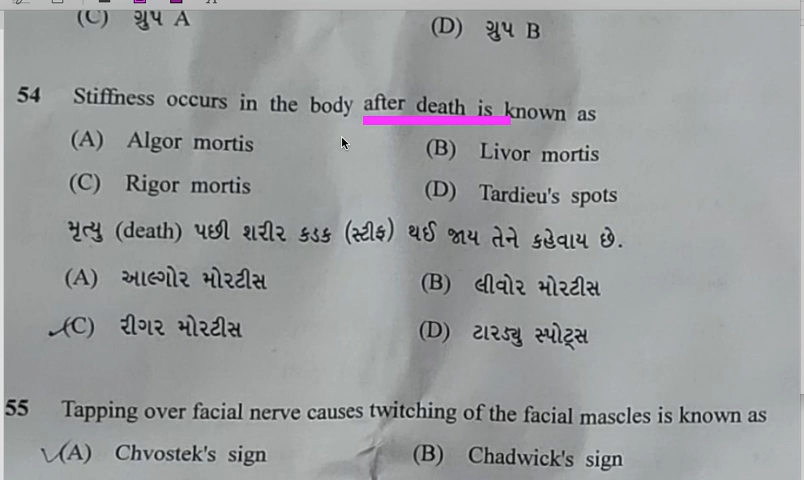 (C) ગ્રુપ A (D) ગ્રુપ B
54 Stiffness occurs in the body after death is known as
(A) Algor mortis (B) Livor mortis
(C) Rigor mortis (D) Tardieu's spots
મૃત્યુ (death) પછી શરીર કડક (સ્ટીફ) થઈ જાય તેને કહેવાય છે.
(A) આલ્ગોર મોરટીસ (B) લીવોર મોરટીસ
(C) રીગર મોરટીસ (D) ટારડ્યુ સ્પોટ્સ
55 Tapping over facial nerve causes twitching of the facial mascles is known as
(A) Chvostek's sign (B) Chadwick's sign